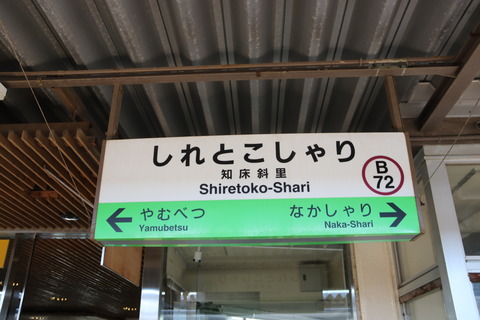 しれとこしゃり
知床斜里
Shiretoko-Shari
B
72
← やむべつ
Yamubetsu
なかしゃり →
Naka-Shari